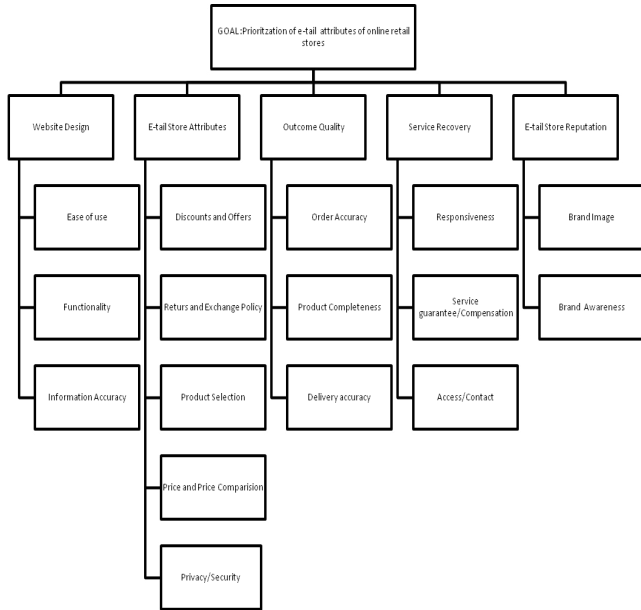 GOAL:Priortization of e-tail attributes of online retail
stores
Website Design
E-tail Store Attributes
Outcome Quality
Service Recovery
E-tail Store Reputation
Ease of use
Discounts and Offers
Order Accuracy
Responsiveness
Brand Image
Functionality
Returs and Exchange Policy
Product Completeness
Service
guarantee/Compensation
Brand Awareness
Information Accuracy
Product Selection
Delivery accuracy
Access/Contact
Price and Price Comparision
Privacy/Security